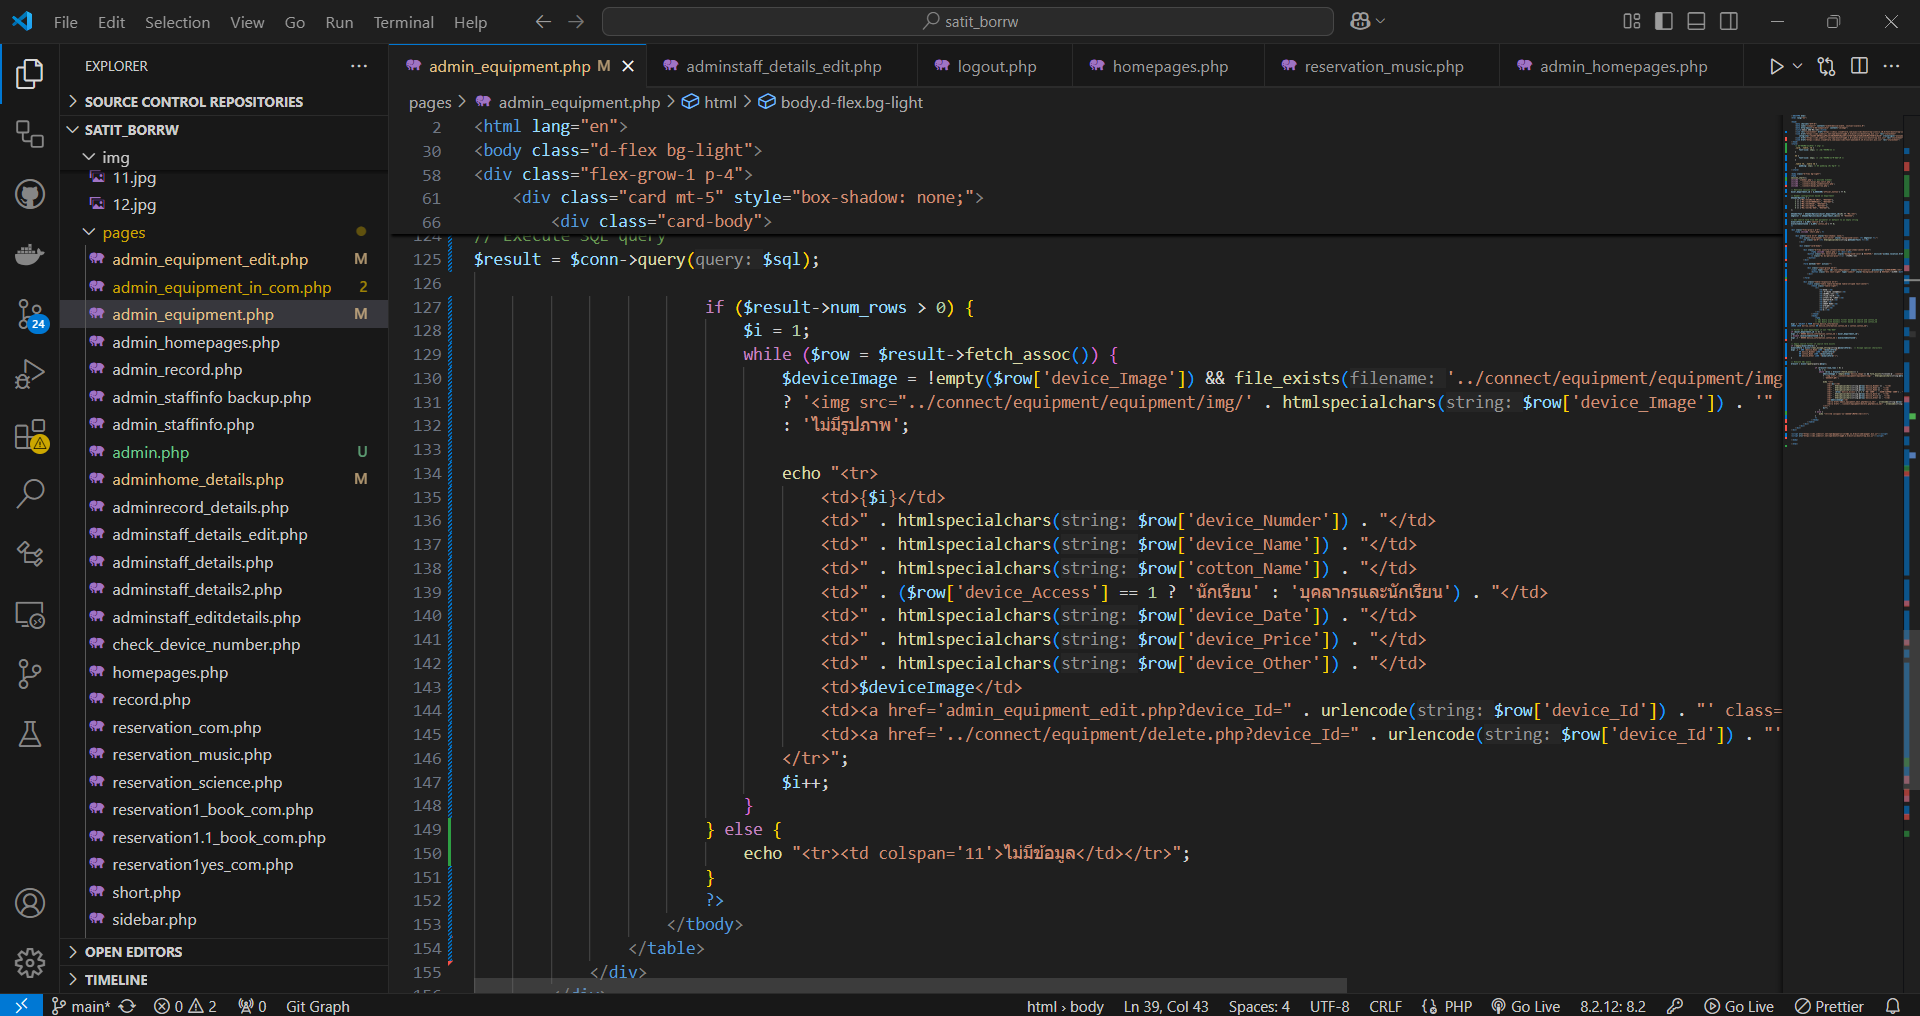 File Edit Selection View Go Run Terminal Help
satit_borrw
EXPLORER
SOURCE CONTROL REPOSITORIES
SATIT_BORRW
img
11.jpg
12.jpg
pages
admin_equipment_edit.php M
admin_equipment_in_com.php 2
admin_equipment.php M
admin_homepages.php
admin_record.php
admin_staffinfo backup.php
admin_staffinfo.php
admin.php U
adminhome_details.php M
adminrecord_details.php
adminstaff_details_edit.php
adminstaff_details.php
adminstaff_details2.php
adminstaff_editdetails.php
check_device_number.php
homepages.php
record.php
reservation_com.php
reservation_music.php
reservation_science.php
reservation1_book_com.php
reservation1.1_book_com.php
reservation1yes_com.php
short.php
sidebar.php
OPEN EDITORS
TIMELINE
24
admin_equipment.php M
adminstaff_details_edit.php
logout.php
homepages.php
reservation_music.php
admin_homepages.php
pages > admin_equipment.php > html > body.d-flex.bg-light
2 <html lang="en">
30 <body class="d-flex bg-light">
58 <div class="flex-grow-1 p-4">
61 <div class="card mt-5" style="box-shadow: none;">
66 <div class="card-body">
124 // Execute SQL query
125 $result = $conn->query(query: $sql);
126
127 if ($result->num_rows > 0) {
128 $i = 1;
129 while ($row = $result->fetch_assoc()) {
130 $deviceImage = !empty($row['device_Image']) && file_exists(filename: '../connect/equipment/equipment/img
131 ? '<img src="../connect/equipment/equipment/img/' . htmlspecialchars(string: $row['device_Image']) . '"
132 : 'ไม่มีรูปภาพ';
133
134 echo "<tr>
135 <td>{$i}</td>
136 <td>" . htmlspecialchars(string: $row['device_Numder']) . "</td>
137 <td>" . htmlspecialchars(string: $row['device_Name']) . "</td>
138 <td>" . htmlspecialchars(string: $row['cotton_Name']) . "</td>
139 <td>" . ($row['device_Access'] == 1 ? 'นักเรียน' : 'บุคลากรและนักเรียน') . "</td>
140 <td>" . htmlspecialchars(string: $row['device_Date']) . "</td>
141 <td>" . htmlspecialchars(string: $row['device_Price']) . "</td>
142 <td>" . htmlspecialchars(string: $row['device_Other']) . "</td>
143 <td>$deviceImage</td>
144 <td><a href='admin_equipment_edit.php?device_Id=" . urlencode(string: $row['device_Id']) . "' class=
145 <td><a href='../connect/equipment/delete.php?device_Id=" . urlencode(string: $row['device_Id']) . "'
146 </tr>";
147 $i++;
148 }
149 } else {
150 echo "<tr><td colspan='11'>ไม่มีข้อมูล</td></tr>";
151 }
152 ?>
153 </tbody>
154 </table>
155 </div>
156 </div>
main* 0 2 0 Git Graph
html > body Ln 39, Col 43 Spaces: 4 UTF-8 CRLF {} PHP Go Live 8.2.12: 8.2 Go Live Prettier